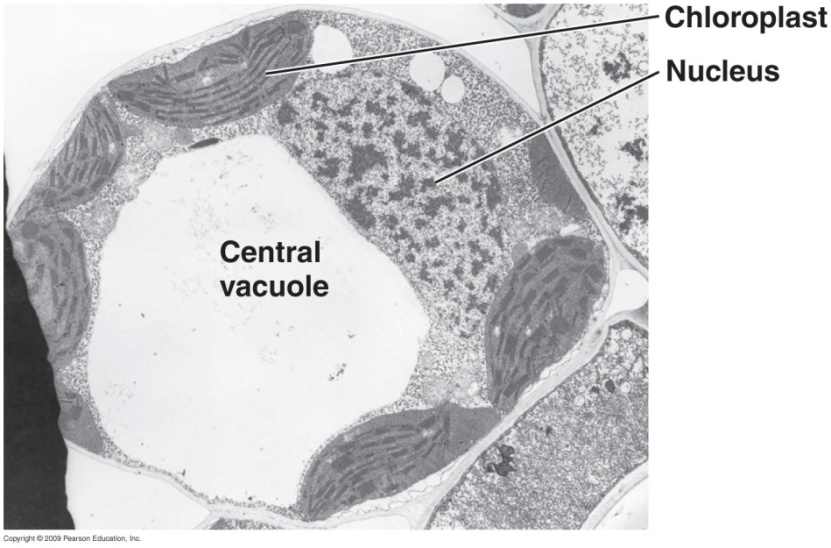 Chloroplast
Nucleus
Central
vacuole
Copyright © 2009 Pearson Education, Inc.